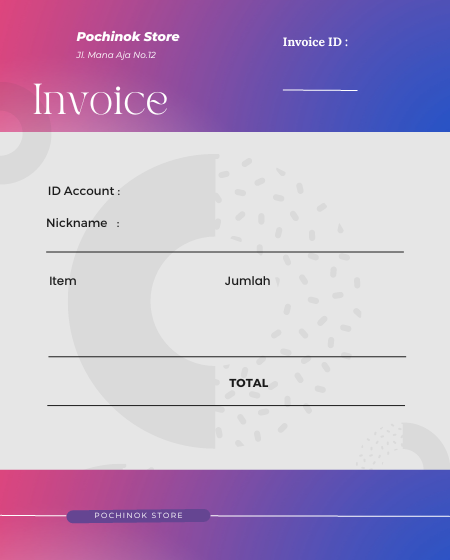 Pochinok Store
Jl. Mana Aja No.12
Invoice ID :
Invoice
ID Account :
Nickname :
Item Jumlah
TOTAL
POCHINOK STORE